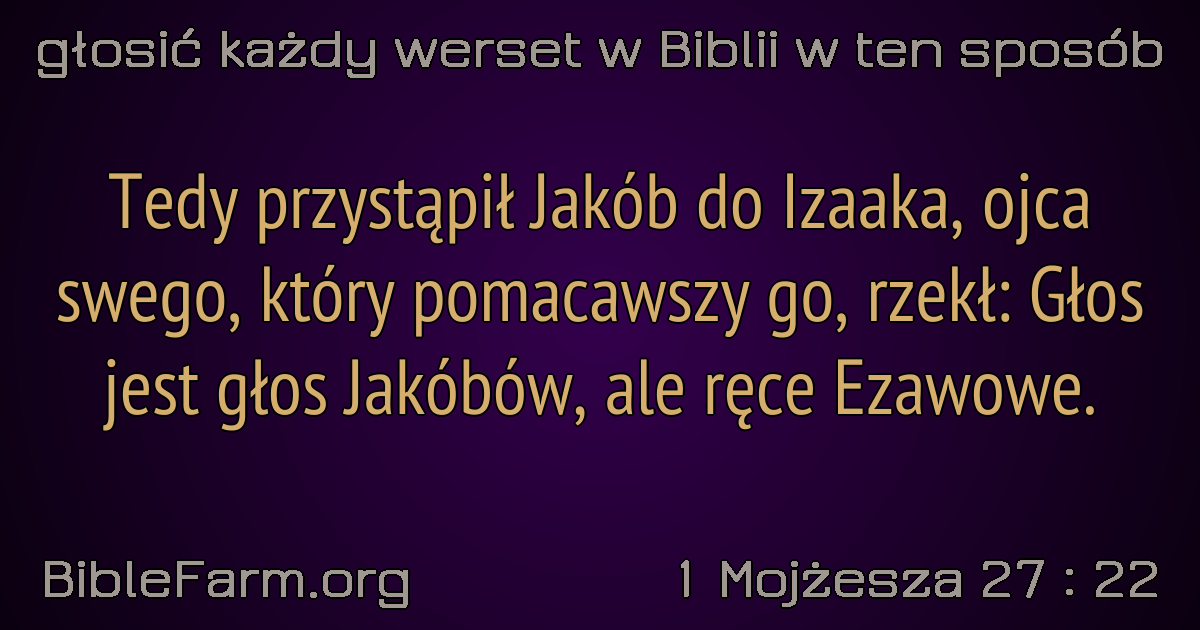 głosić każdy werset w Biblii w ten sposób
Tedy przystąpił Jakób do Izaaka, ojca
swego, który pomacawszy go, rzekł: Głos
jest głos Jakóbów, ale ręce Ezawowe.
BibleFarm.org
1 Mojżesza 27 : 22